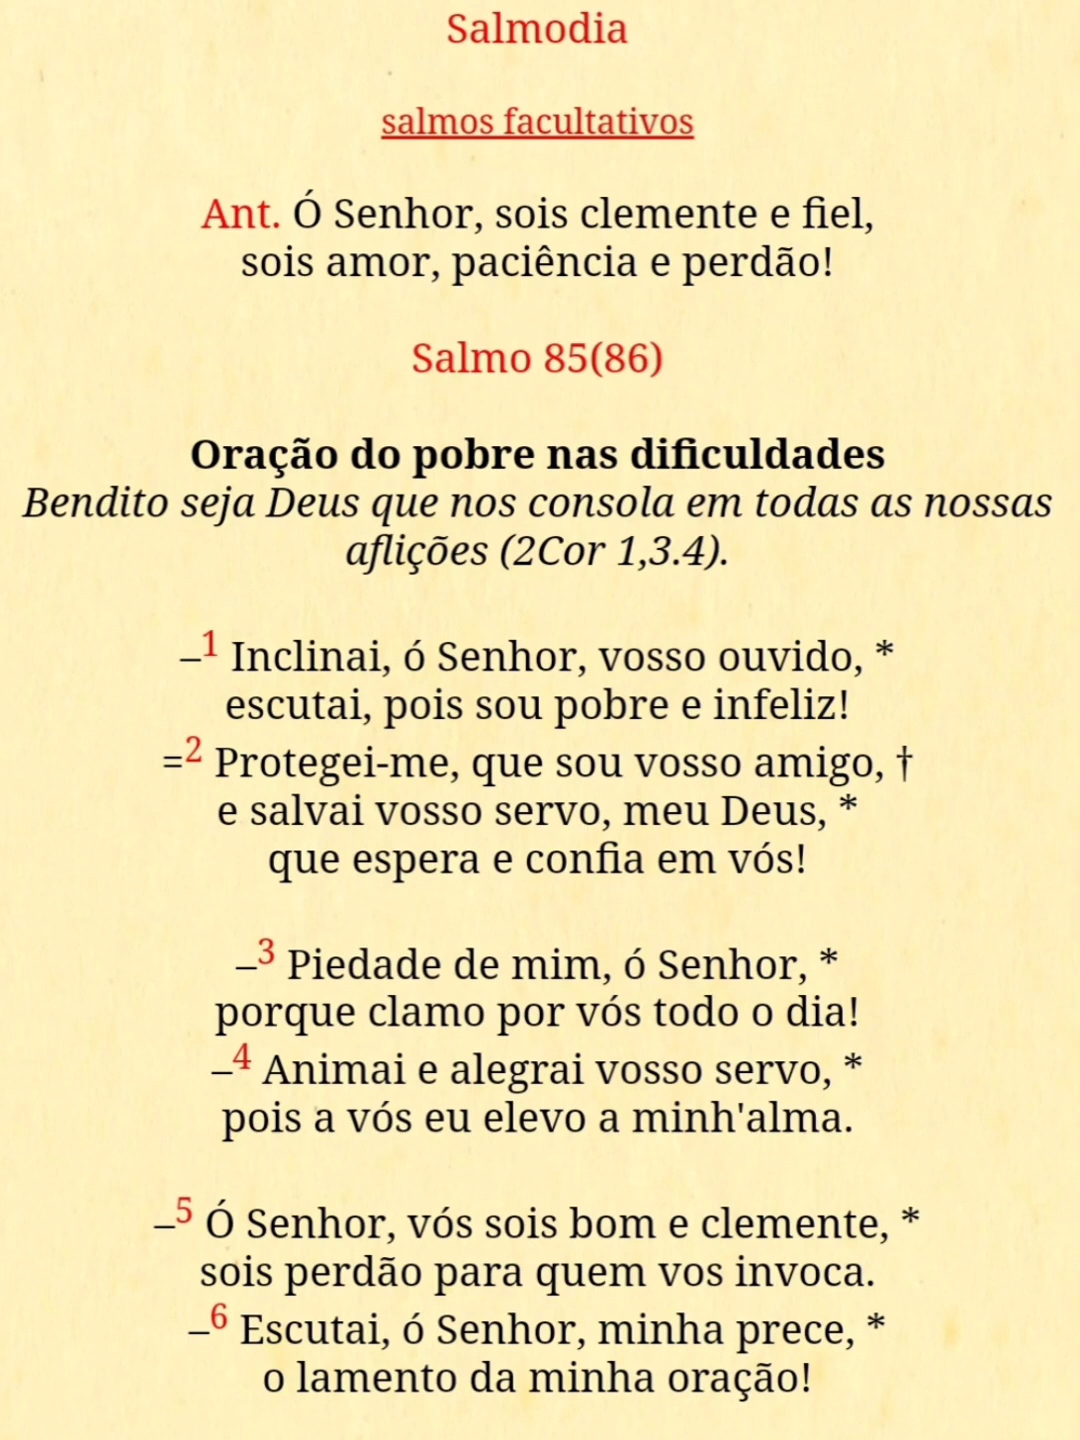 Salmodia
salmos facultativos
Ant. Ó Senhor, sois clemente e fiel,
sois amor, paciência e perdão!
Salmo 85(86)
Oração do pobre nas dificuldades
Bendito seja Deus que nos consola em todas as nossas
aflições (2Cor 1,3.4).
–1 Inclinai, ó Senhor, vosso ouvido, *
escutai, pois sou pobre e infeliz!
=2 Protegei-me, que sou vosso amigo, †
e salvai vosso servo, meu Deus, *
que espera e confia em vós!
–3 Piedade de mim, ó Senhor, *
porque clamo por vós todo o dia!
–4 Animai e alegrai vosso servo, *
pois a vós eu elevo a minh'alma.
–5 Ó Senhor, vós sois bom e clemente, *
sois perdão para quem vos invoca.
–6 Escutai, ó Senhor, minha prece, *
o lamento da minha oração!